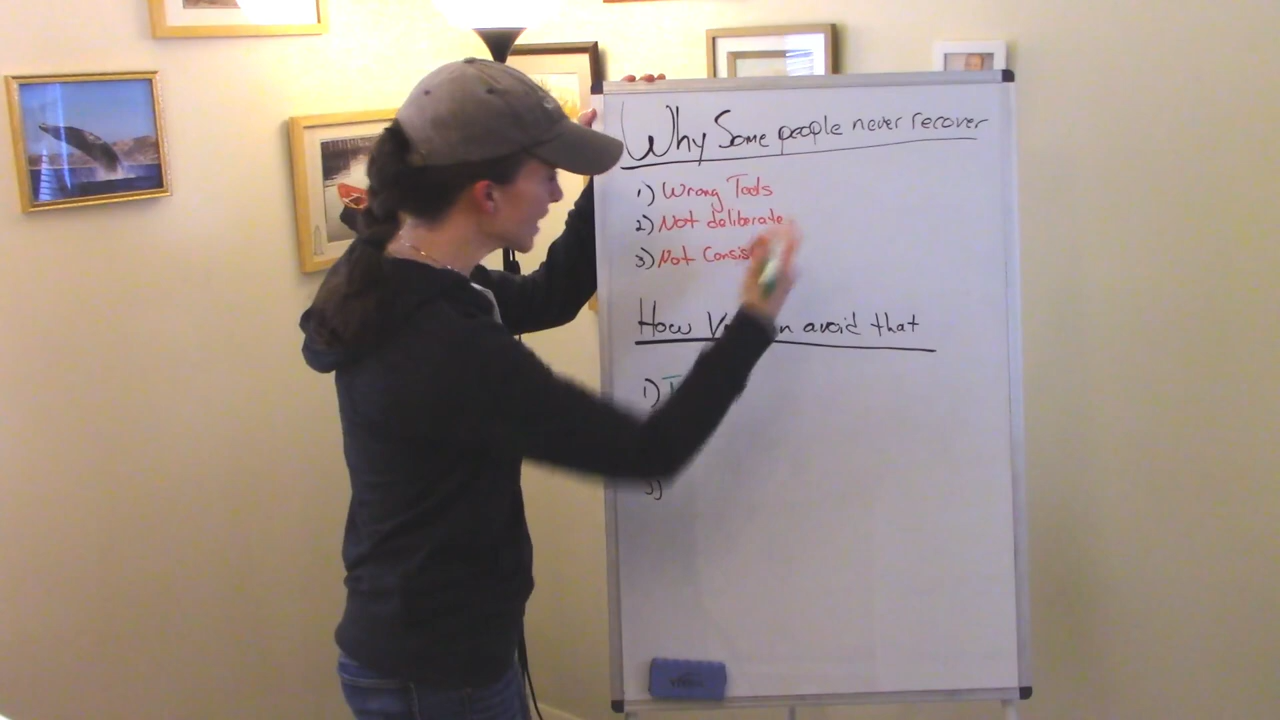 Why Some people never recover
1) Wrong Tools
2) Not deliberate
3) Not Consis
How avoid that
1)
3)